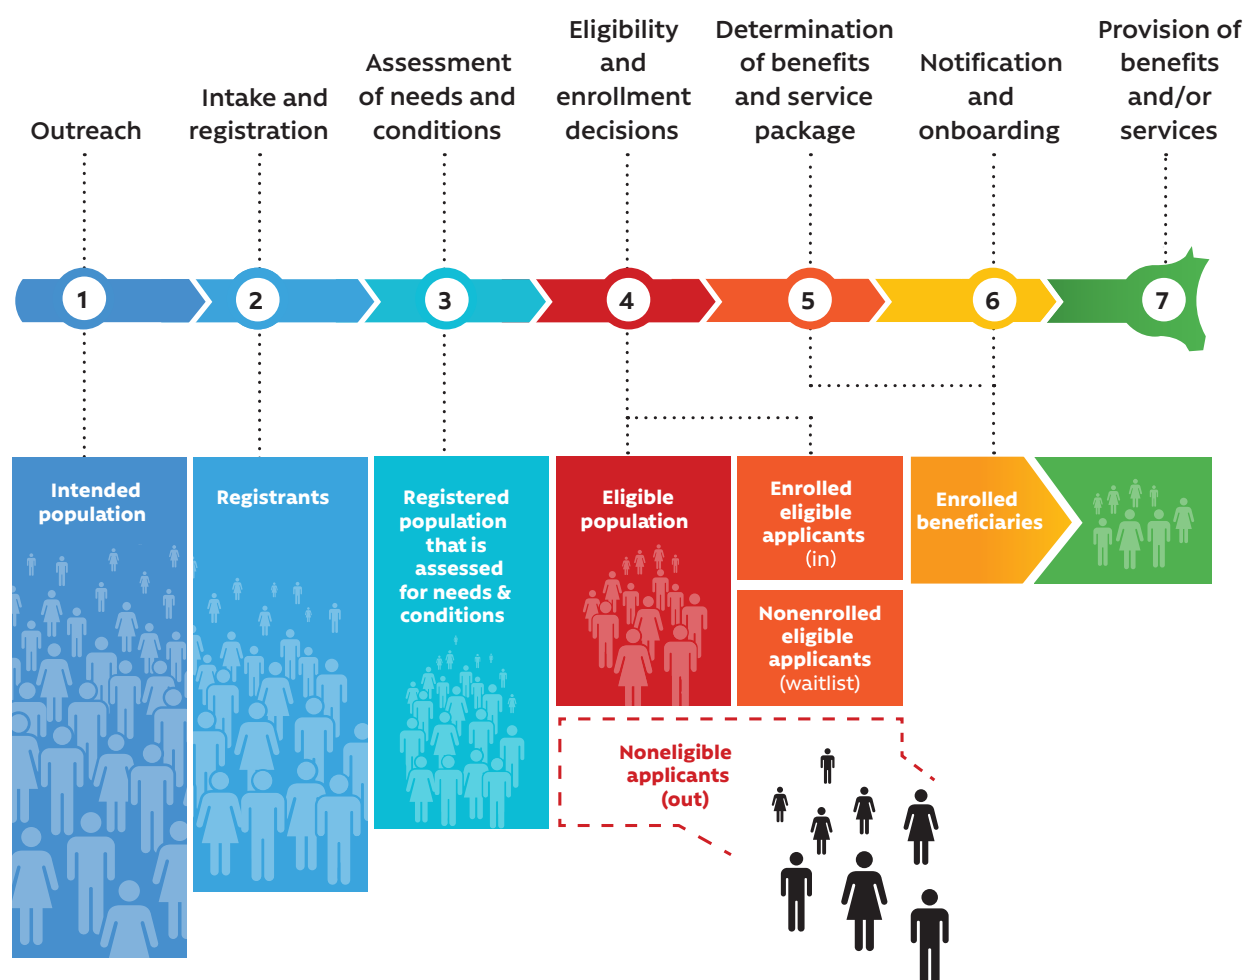 Outreach
Intake and
registration
Assessment
of needs and
conditions
Eligibility
and
enrollment
decisions
Determination
of benefits
and service
package
Notification
and
onboarding
Provision of
benefits
and/or
services
1
2
3
4
5
6
7
Intended
population
Registrants
Registered
population
that is
assessed
for needs &
conditions
Eligible
population
Enrolled
eligible
applicants
(in)
Nonenrolled
eligible
applicants
(waitlist)
Enrolled
beneficiaries
Noneligible
applicants
(out)